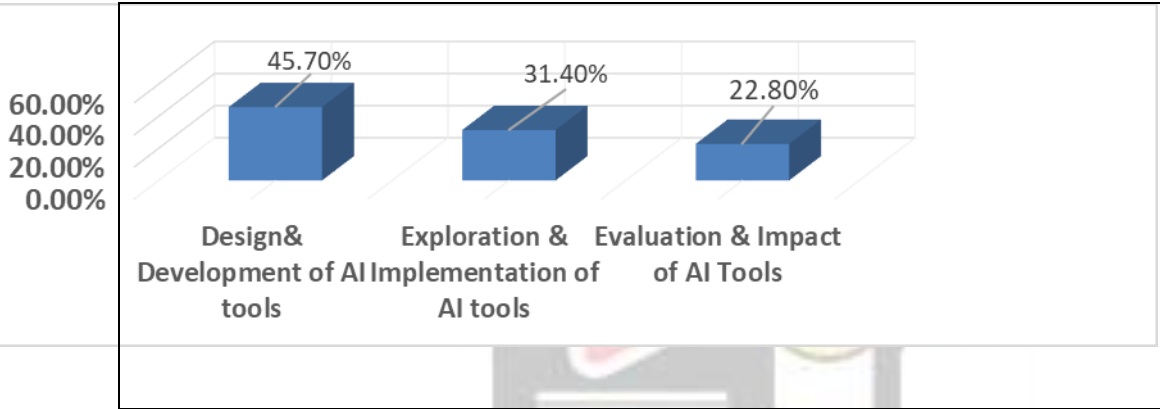 45.70%
31.40%
22.80%
60.00%
40.00%
20.00%
0.00%
Design&
Development of AI
tools
Exploration &
Implementation of
AI tools
Evaluation & Impact
of AI Tools